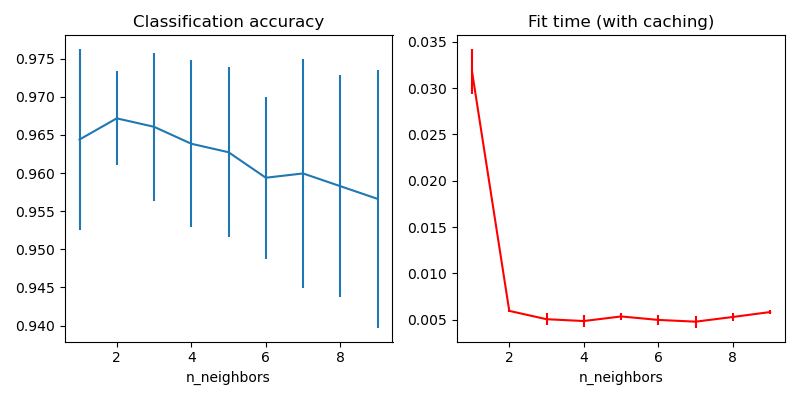 Classification accuracy
0.975
0.970
0.965
0.960
0.955
0.950
0.945
0.940
2 4 6 8
n_neighbors
Fit time (with caching)
0.035
0.030
0.025
0.020
0.015
0.010
0.005
2 4 6 8
n_neighbors